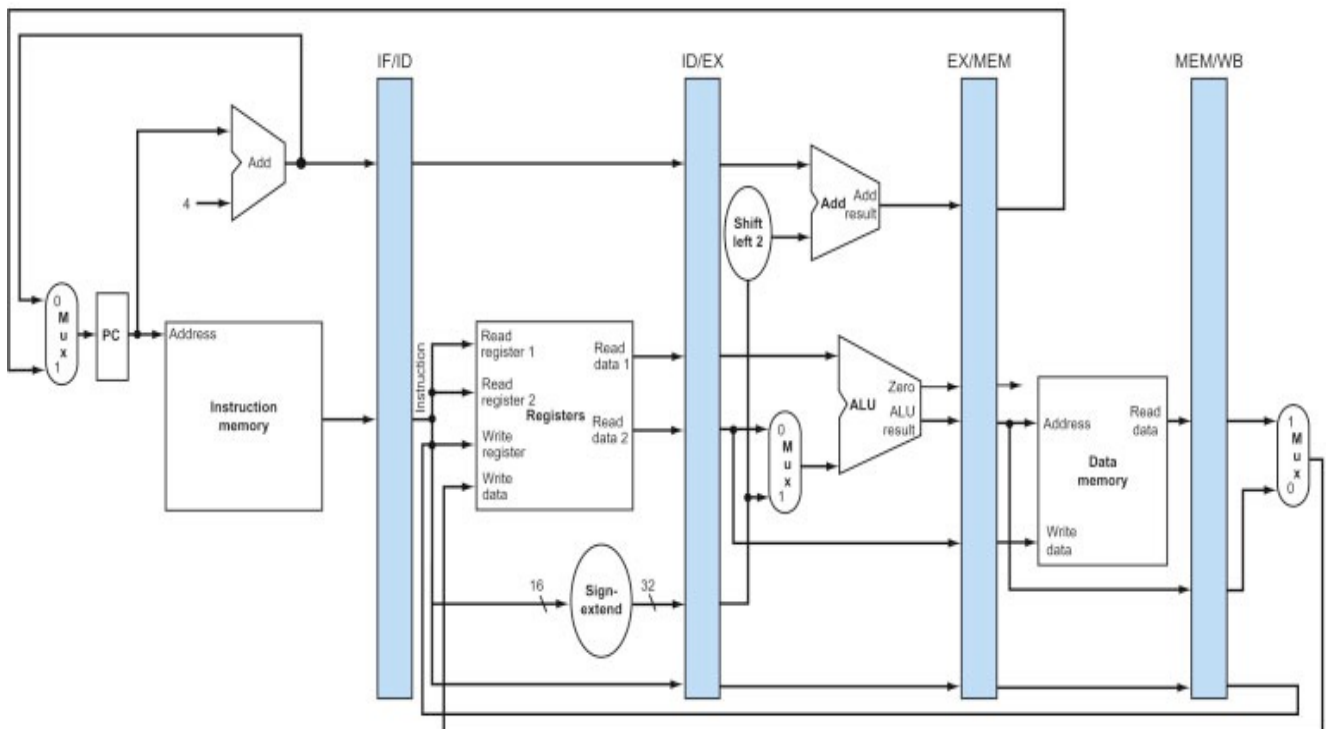 IF/ID
ID/EX
EX/MEM
MEM/WB
Add
4
Shift
left 2
Add
Add
result
0
M
u
x
1
PC
Address
Instruction
memory
Instruction
Read
register 1
Read
register 2
Write
register
Write
data
Registers
Read
data 1
Read
data 2
0
M
u
x
1
ALU
Zero
ALU
result
Address
Read
data
Data
memory
Write
data
1
M
u
x
0
16
Sign-
extend
32